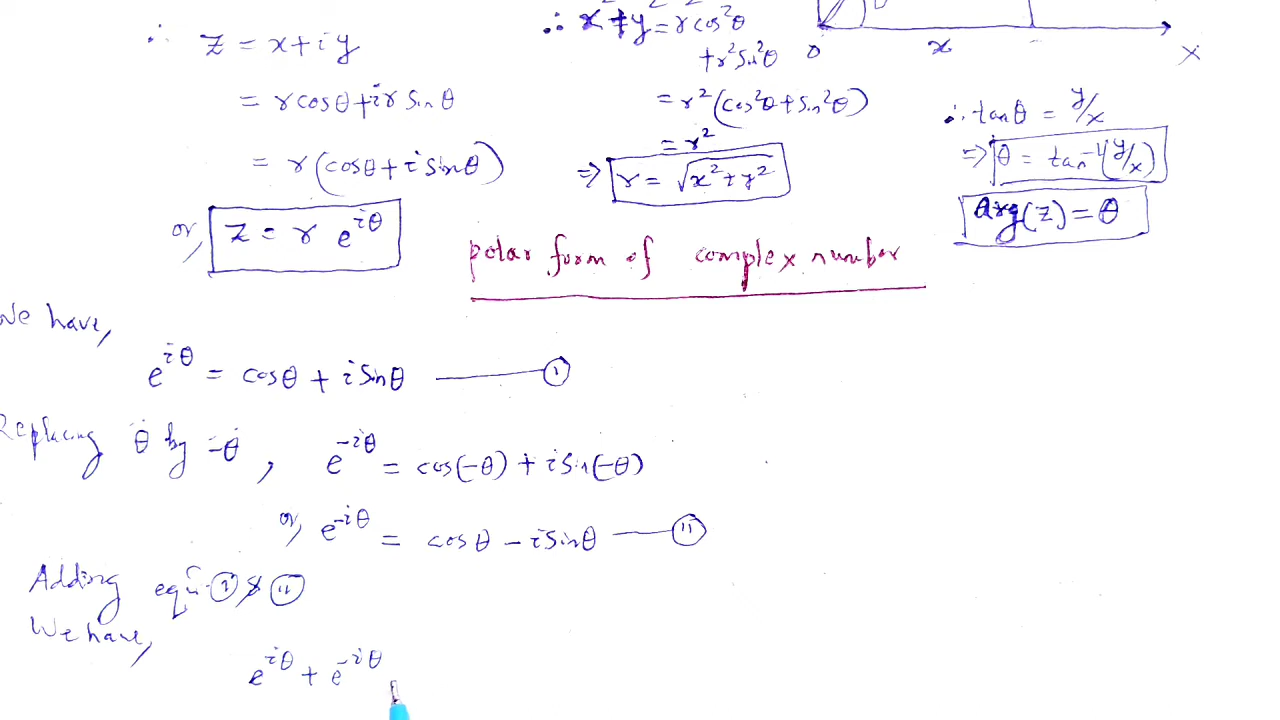 ∴ z = x+iy
= r cosθ + i r sinθ
= r(cosθ + i sinθ)
or, z = r e^{iθ}
∴ x²+y² = r²cos²θ
+r²sin²θ
= r²(cos²θ+sin²θ)
= r²
⇒ r = √x²+y²
0 x X
∴ tanθ = y/x
⇒ θ = tan⁻¹(y/x)
Arg(z) = θ
polar form of complex number
We have,
e^{iθ} = cosθ + i sinθ —— (i)
Replacing θ by -θ, e^{-iθ} = cos(-θ) + i sin(-θ)
or, e^{-iθ} = cosθ - i sinθ —— (ii)
Adding eqn (i) & (ii)
We have,
e^{iθ} + e^{-iθ}